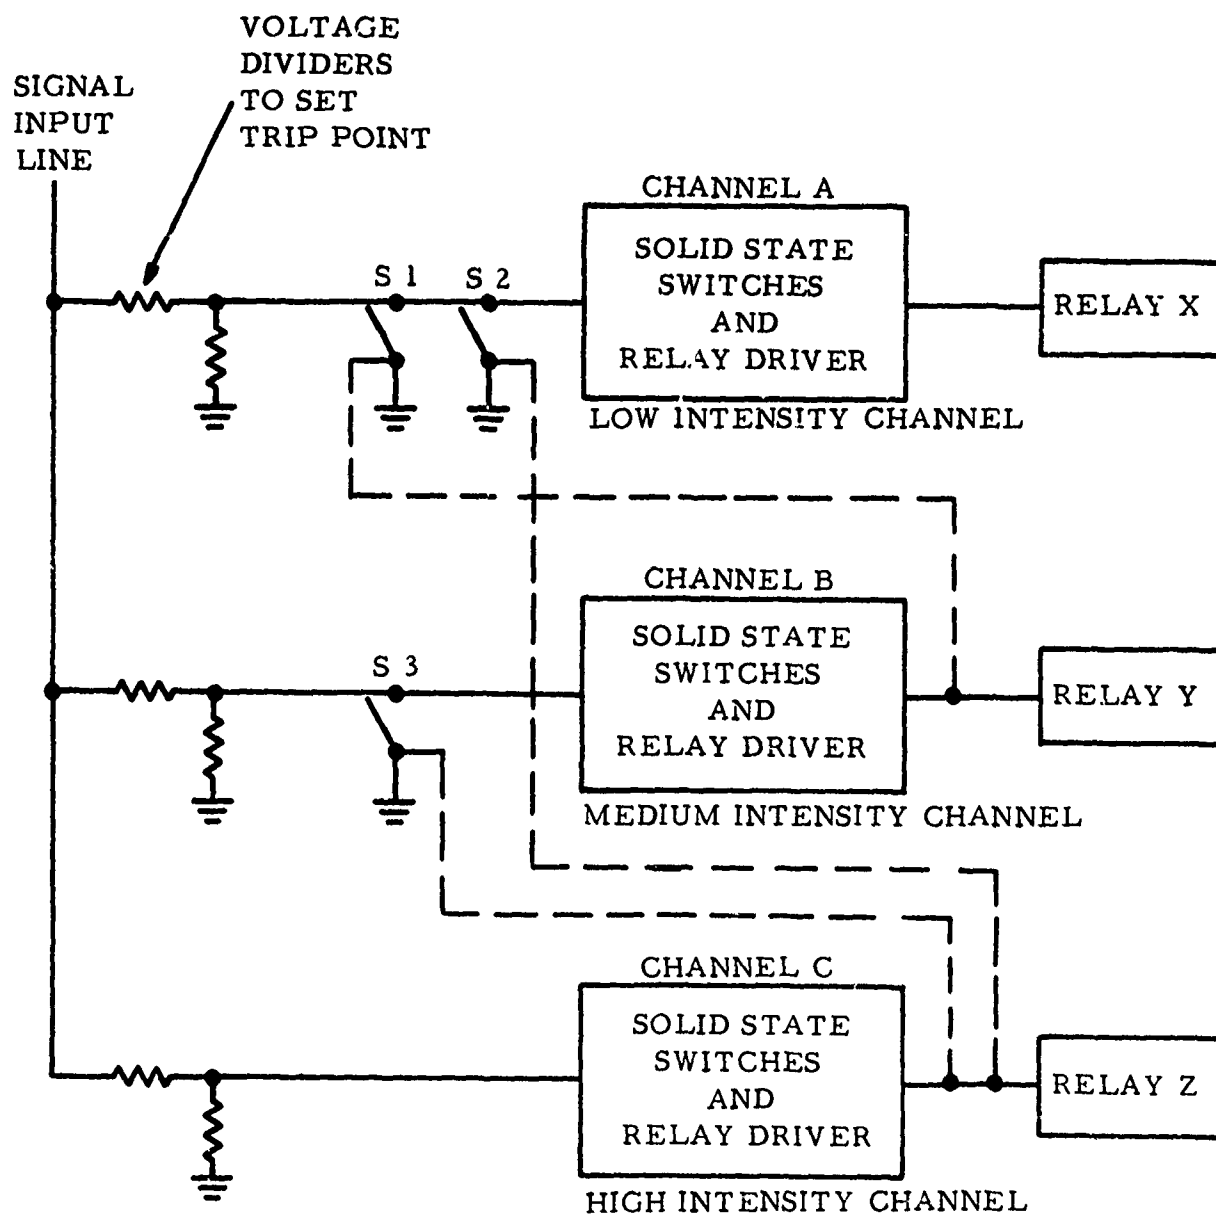 VOLTAGE
DIVIDERS
TO SET
TRIP POINT
SIGNAL
INPUT
LINE
CHANNEL A
SOLID STATE
SWITCHES
AND
RELAY DRIVER
S 1
S 2
RELAY X
LOW INTENSITY CHANNEL
CHANNEL B
SOLID STATE
SWITCHES
AND
RELAY DRIVER
S 3
RELAY Y
MEDIUM INTENSITY CHANNEL
CHANNEL C
SOLID STATE
SWITCHES
AND
RELAY DRIVER
RELAY Z
HIGH INTENSITY CHANNEL